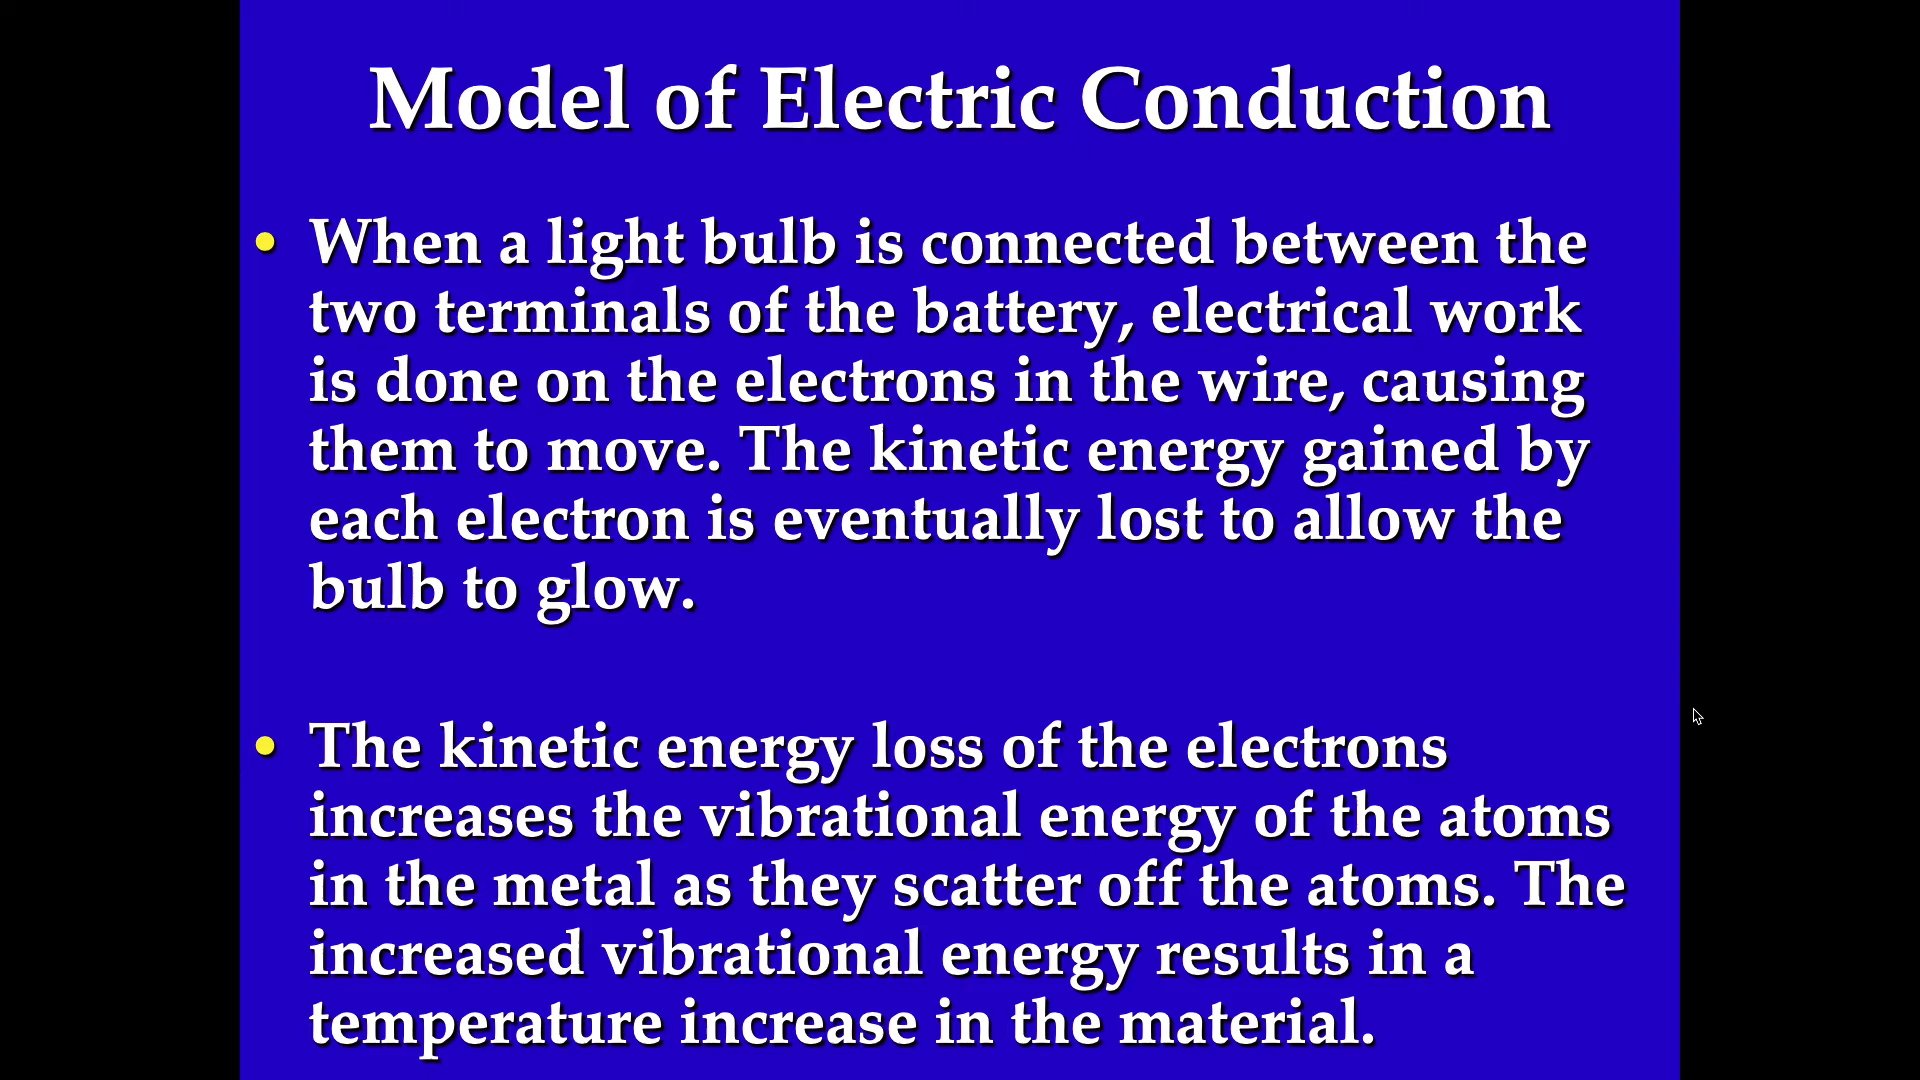 Model of Electric Conduction
• When a light bulb is connected between the
two terminals of the battery, electrical work
is done on the electrons in the wire, causing
them to move. The kinetic energy gained by
each electron is eventually lost to allow the
bulb to glow.
• The kinetic energy loss of the electrons
increases the vibrational energy of the atoms
in the metal as they scatter off the atoms. The
increased vibrational energy results in a
temperature increase in the material.